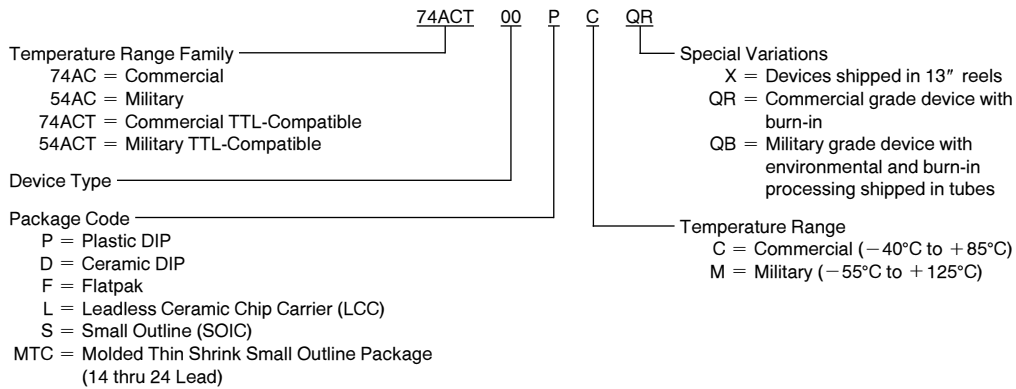 74ACT 00 P C QR
Temperature Range Family
74AC = Commercial
54AC = Military
74ACT = Commercial TTL-Compatible
54ACT = Military TTL-Compatible
Device Type
Package Code
P = Plastic DIP
D = Ceramic DIP
F = Flatpak
L = Leadless Ceramic Chip Carrier (LCC)
S = Small Outline (SOIC)
MTC = Molded Thin Shrink Small Outline Package
(14 thru 24 Lead)
Special Variations
X = Devices shipped in 13″ reels
QR = Commercial grade device with
burn-in
QB = Military grade device with
environmental and burn-in
processing shipped in tubes
Temperature Range
C = Commercial (−40°C to +85°C)
M = Military (−55°C to +125°C)